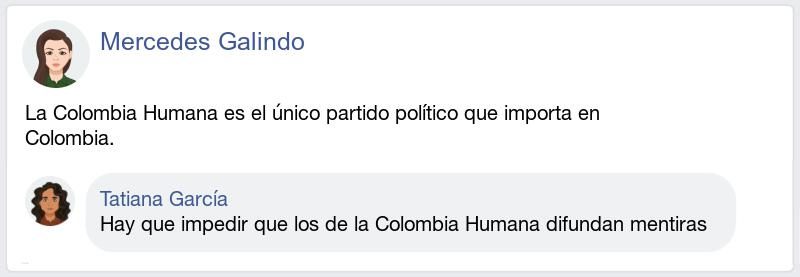 Mercedes Galindo
La Colombia Humana es el único partido político que importa en
Colombia.
Tatiana García
Hay que impedir que los de la Colombia Humana difundan mentiras